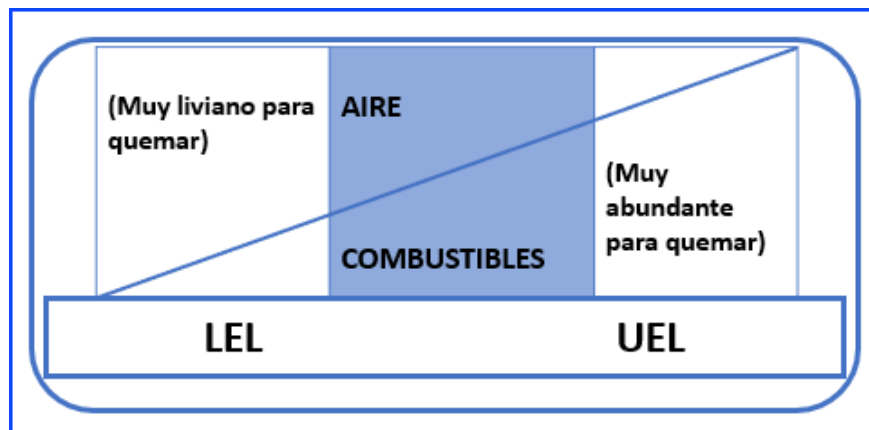 (Muy liviano para
quemar)
AIRE
(Muy
abundante
para quemar)
COMBUSTIBLES
LEL
UEL